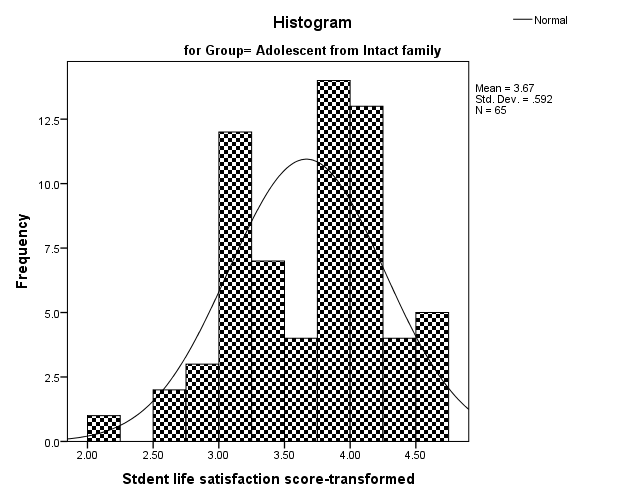 Histogram
Normal
for Group= Adolescent from Intact family
Mean = 3.67
Std. Dev. = .592
N = 65
12.5
10.0
7.5
5.0
2.5
0.0
Frequency
2.00 2.50 3.00 3.50 4.00 4.50
Stdent life satisfaction score-transformed